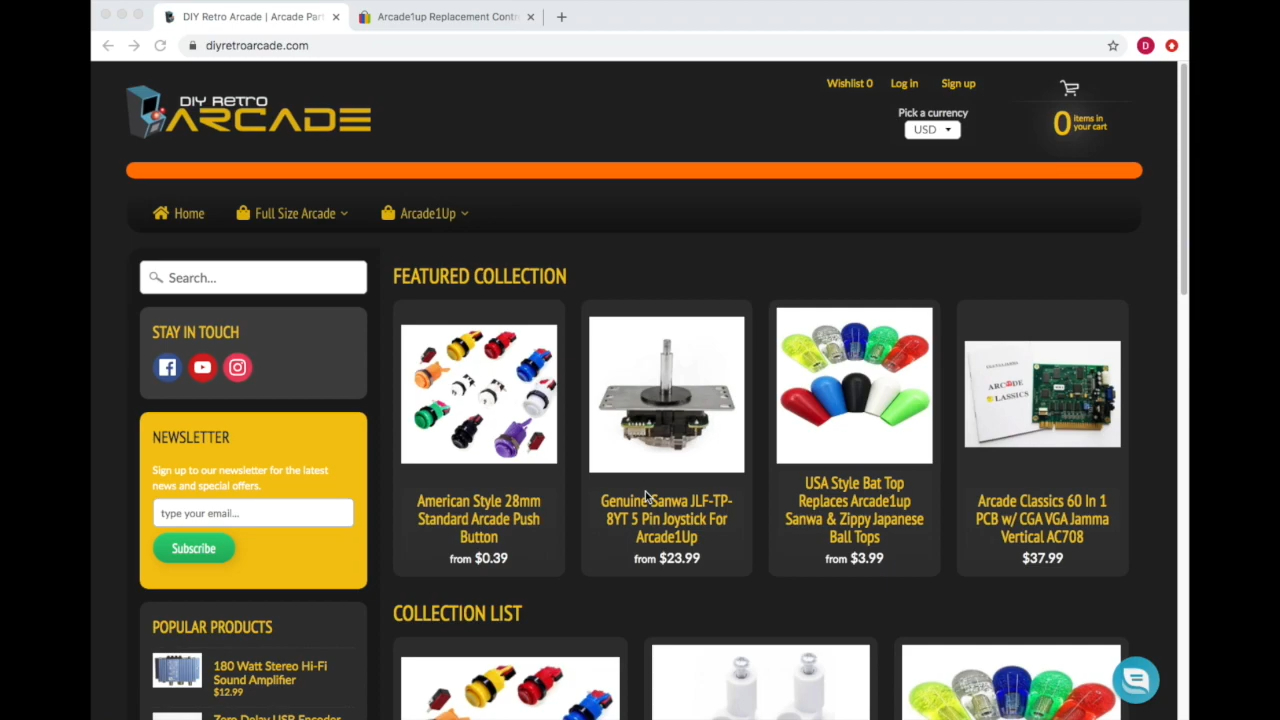 DIY Retro Arcade | Arcade Part
Arcade1up Replacement Contr
diyretroarcade.com
D
DIY RETRO
ARCADE
Wishlist 0
Log in
Sign up
Pick a currency
USD
0 items in
your cart
Home
Full Size Arcade
Arcade1Up
Search...
STAY IN TOUCH
NEWSLETTER
Sign up to our newsletter for the latest
news and special offers.
type your email...
Subscribe
POPULAR PRODUCTS
180 Watt Stereo Hi-Fi
Sound Amplifier
$12.99
Zero Delay USB Encoder
FEATURED COLLECTION
American Style 28mm
Standard Arcade Push
Button
from $0.39
Genuine Sanwa JLF-TP-
8YT 5 Pin Joystick For
Arcade1Up
from $23.99
USA Style Bat Top
Replaces Arcade1up
Sanwa & Zippy Japanese
Ball Tops
from $3.99
ARCADE
CLASSICS
Arcade Classics 60 In 1
PCB w/ CGA VGA Jamma
Vertical AC708
$37.99
COLLECTION LIST